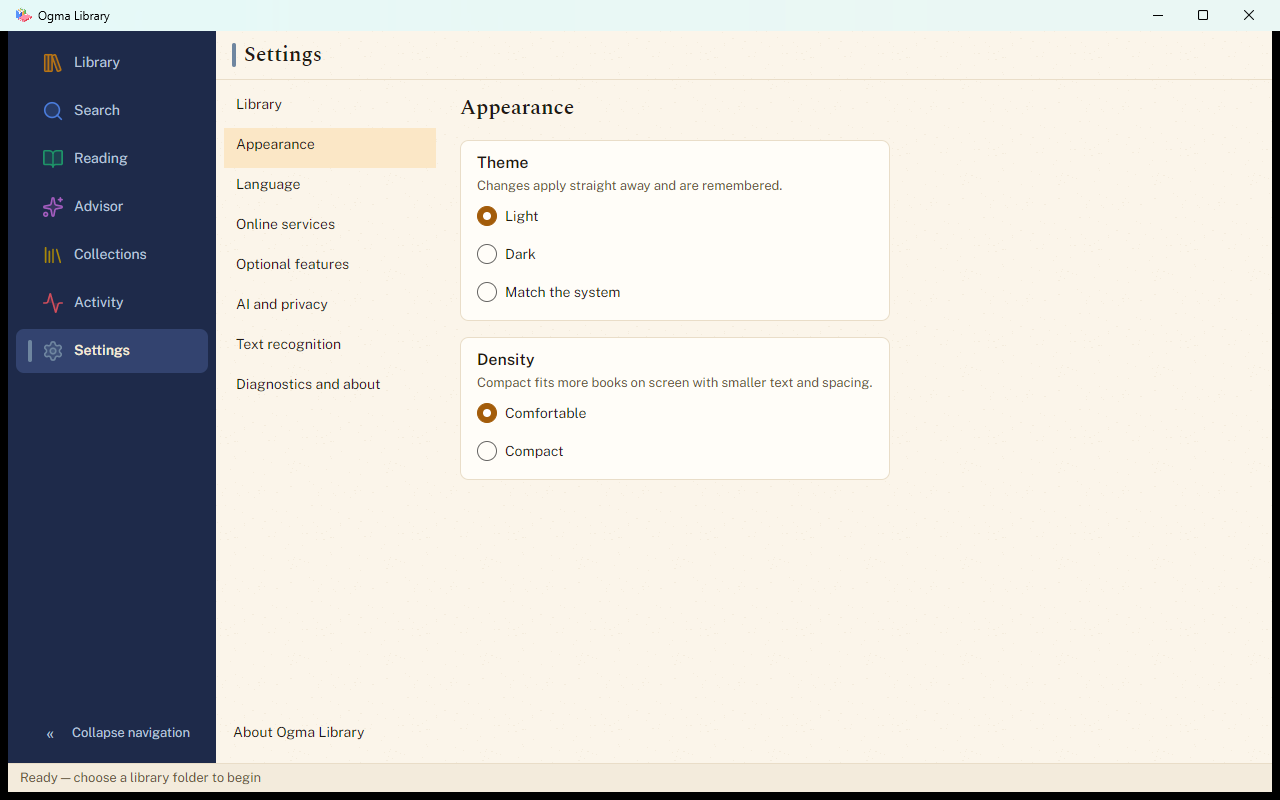 Ogma Library
Library
Search
Reading
Advisor
Collections
Activity
Settings
« Collapse navigation
Settings
Library
Appearance
Language
Online services
Optional features
AI and privacy
Text recognition
Diagnostics and about
About Ogma Library
Appearance
Theme
Changes apply straight away and are remembered.
Light
Dark
Match the system
Density
Compact fits more books on screen with smaller text and spacing.
Comfortable
Compact
Ready — choose a library folder to begin